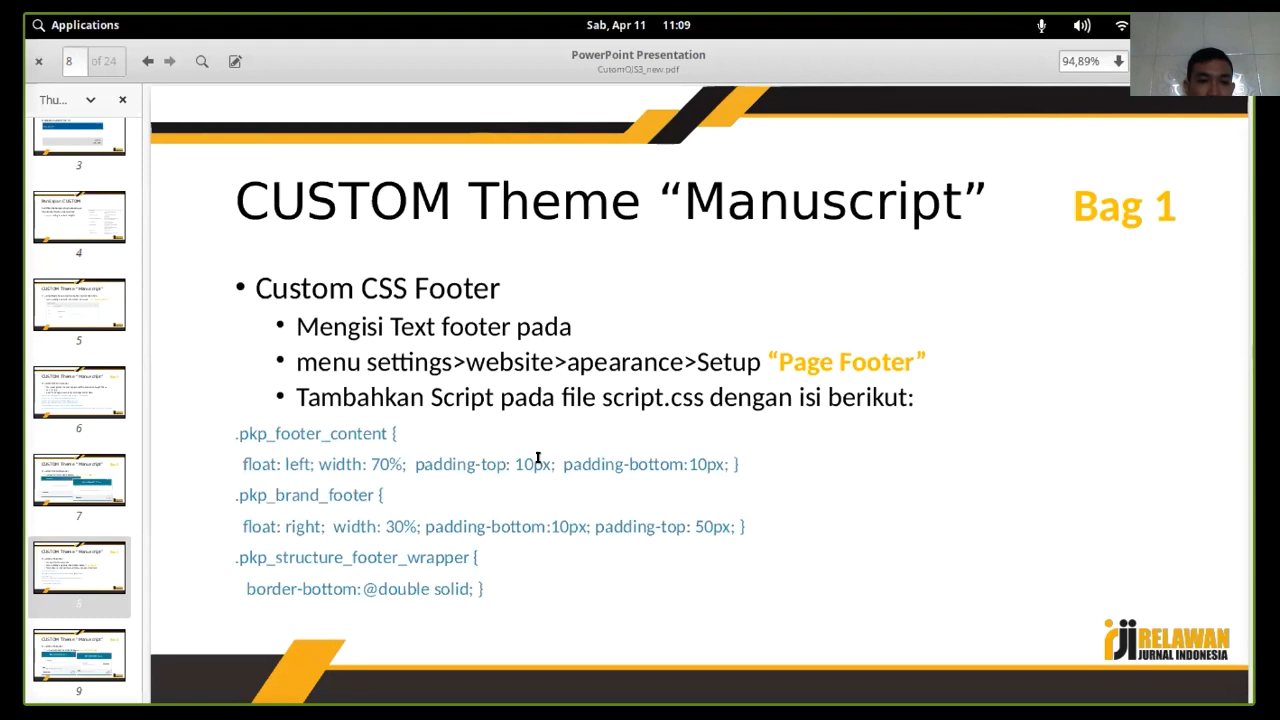 Applications
Sab, Apr 11 11:09
8 of 24
PowerPoint Presentation
CutomOJS3_new.pdf
94,89%
Thu...
3
4
5
6
7
8
9
CUSTOM Theme “Manuscript”
Bag 1
• Custom CSS Footer
• Mengisi Text footer pada
• menu settings>website>apearance>Setup “Page Footer”
• Tambahkan Script pada file script.css dengan isi berikut:
.pkp_footer_content {
float: left; width: 70%; padding-top: 10px; padding-bottom:10px; }
.pkp_brand_footer {
float: right; width: 30%; padding-bottom:10px; padding-top: 50px; }
.pkp_structure_footer_wrapper {
border-bottom:@double solid; }
RELAWAN
JURNAL INDONESIA